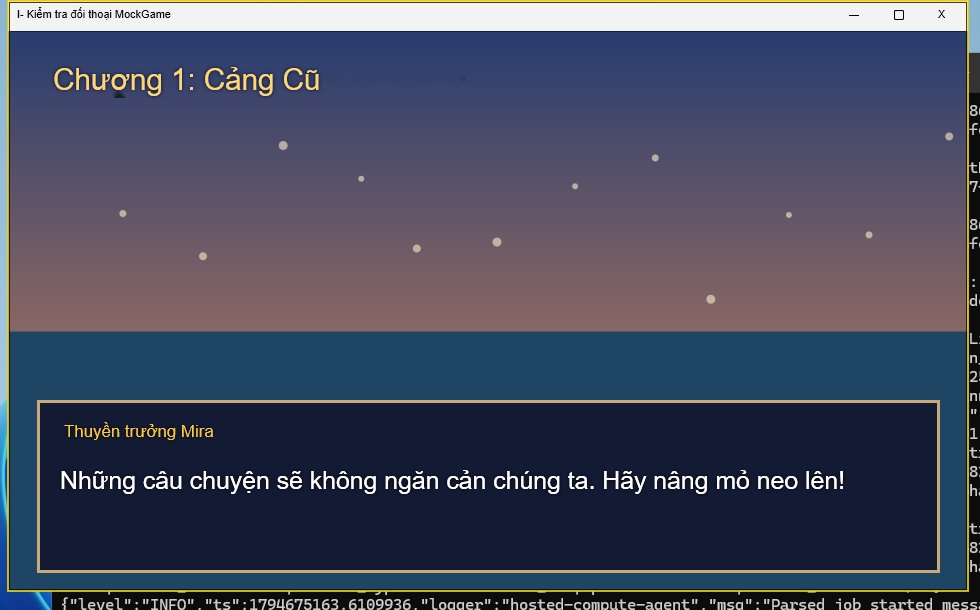 I- Kiểm tra đối thoại MockGame
Chương 1: Cảng Cũ
Thuyền trưởng Mira
Những câu chuyện sẽ không ngăn cản chúng ta. Hãy nâng mỏ neo lên!
{"level":"INFO","ts":1794675163.6109936,"logger":"hosted-compute-agent","msg":"Parsed job started mes